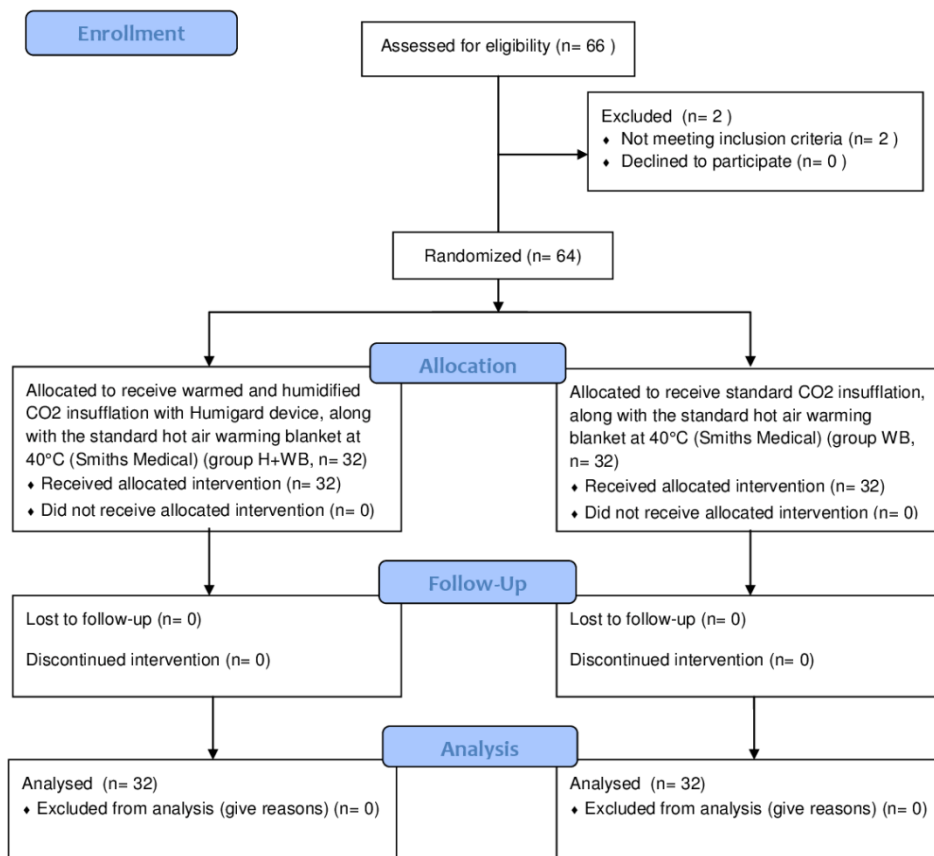 Enrollment
Assessed for eligibility (n= 66 )
Excluded (n= 2 )
♦ Not meeting inclusion criteria (n= 2 )
♦ Declined to participate (n= 0 )
Randomized (n= 64)
Allocation
Allocated to receive warmed and humidified
CO2 insufflation with Humigard device, along
with the standard hot air warming blanket at
40°C (Smiths Medical) (group H+WB, n= 32)
♦ Received allocated intervention (n= 32)
♦ Did not receive allocated intervention (n= 0)
Allocated to receive standard CO2 insufflation,
along with the standard hot air warming
blanket at 40°C (Smiths Medical) (group WB,
n= 32)
♦ Received allocated intervention (n= 32)
♦ Did not receive allocated intervention (n= 0)
Follow-Up
Lost to follow-up (n= 0)
Discontinued intervention (n= 0)
Lost to follow-up (n= 0)
Discontinued intervention (n= 0)
Analysis
Analysed (n= 32)
♦ Excluded from analysis (give reasons) (n= 0)
Analysed (n= 32)
♦ Excluded from analysis (give reasons) (n= 0)